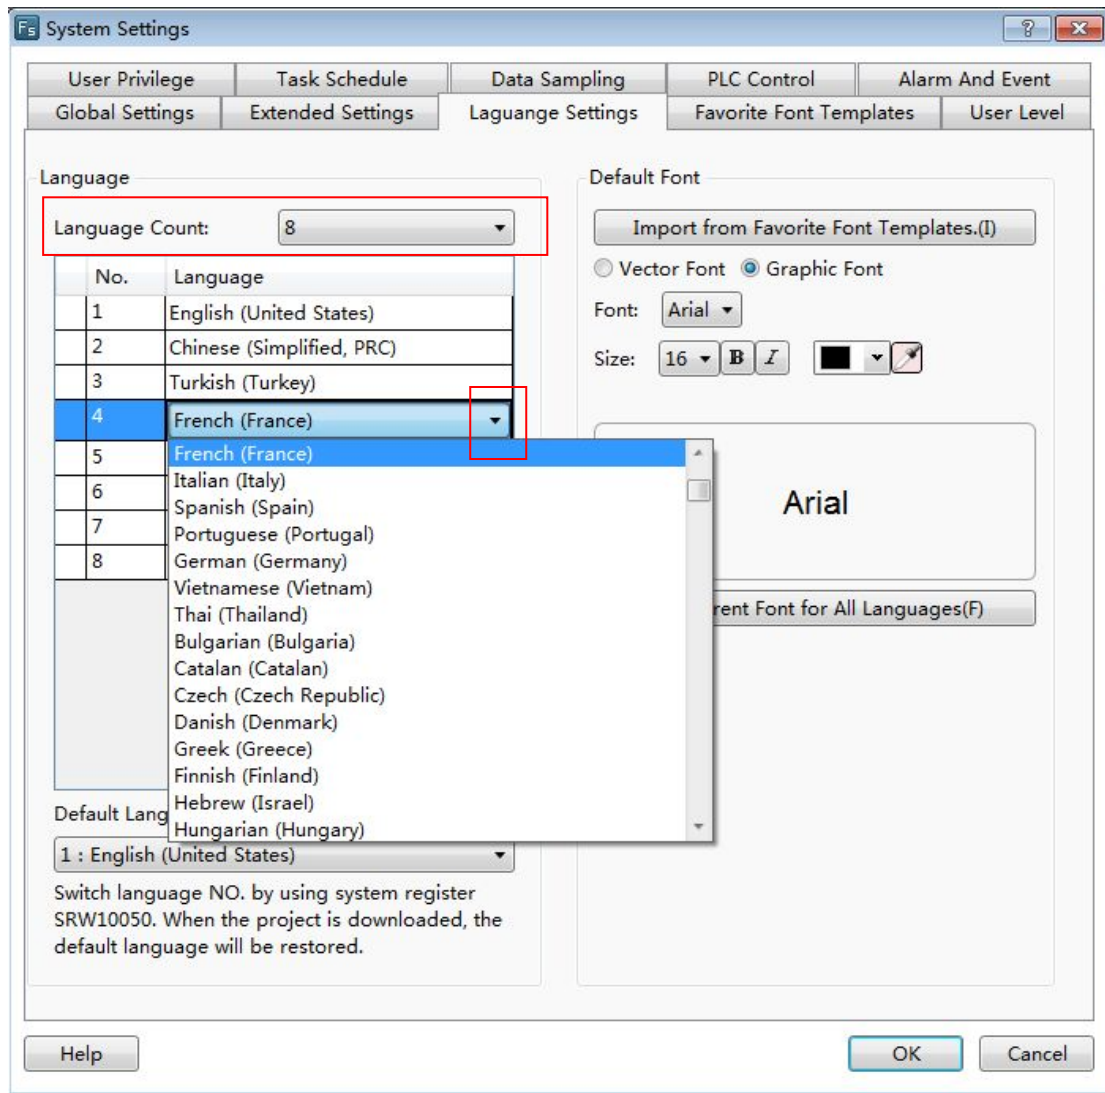 Fs System Settings
User Privilege Task Schedule Data Sampling PLC Control Alarm And Event
Global Settings Extended Settings Laguange Settings Favorite Font Templates User Level
Language
Language Count: 8
No. Language
1 English (United States)
2 Chinese (Simplified, PRC)
3 Turkish (Turkey)
4 French (France)
5
6
7
8
French (France)
Italian (Italy)
Spanish (Spain)
Portuguese (Portugal)
German (Germany)
Vietnamese (Vietnam)
Thai (Thailand)
Bulgarian (Bulgaria)
Catalan (Catalan)
Czech (Czech Republic)
Danish (Denmark)
Greek (Greece)
Finnish (Finland)
Hebrew (Israel)
Hungarian (Hungary)
Default Lang
1 : English (United States)
Switch language NO. by using system register
SRW10050. When the project is downloaded, the
default language will be restored.
Default Font
Import from Favorite Font Templates.(I)
Vector Font Graphic Font
Font: Arial
Size: 16 B I
Arial
rent Font for All Languages(F)
Help OK Cancel